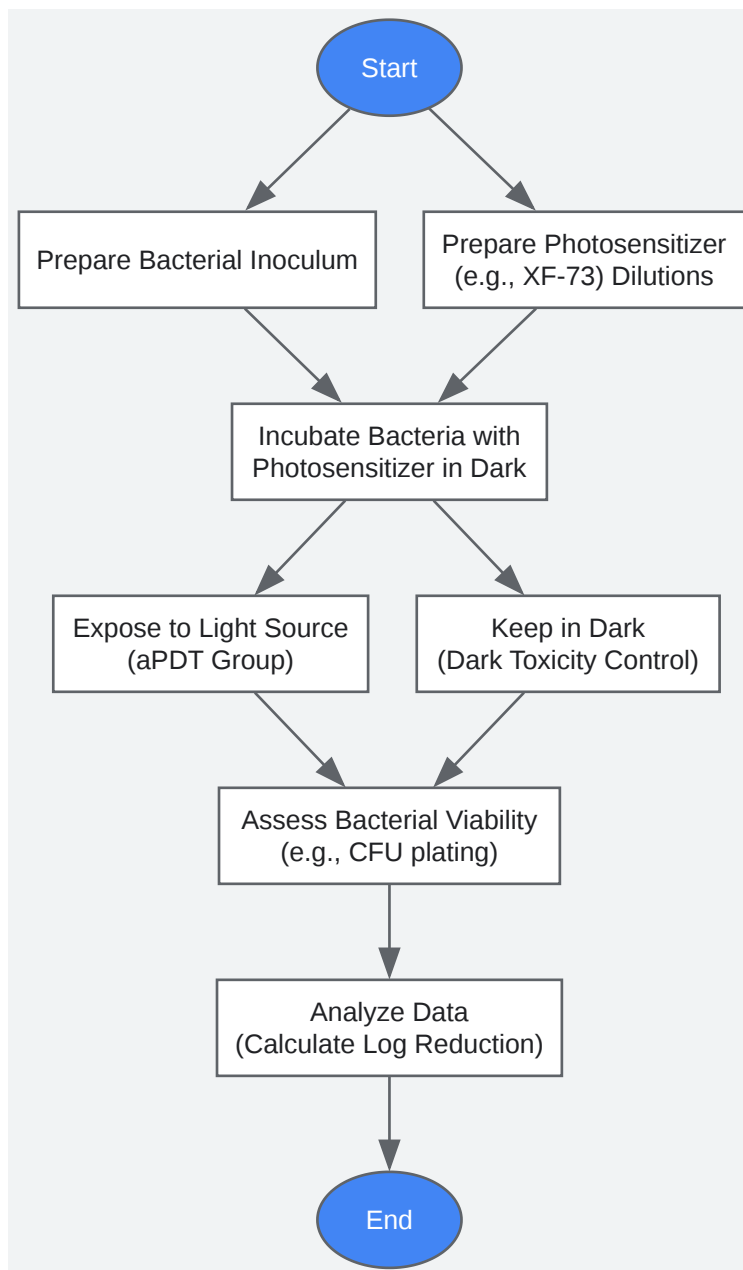 Start
Prepare Bacterial Inoculum
Prepare Photosensitizer
(e.g., XF-73) Dilutions
Incubate Bacteria with
Photosensitizer in Dark
Expose to Light Source
(aPDT Group)
Keep in Dark
(Dark Toxicity Control)
Assess Bacterial Viability
(e.g., CFU plating)
Analyze Data
(Calculate Log Reduction)
End